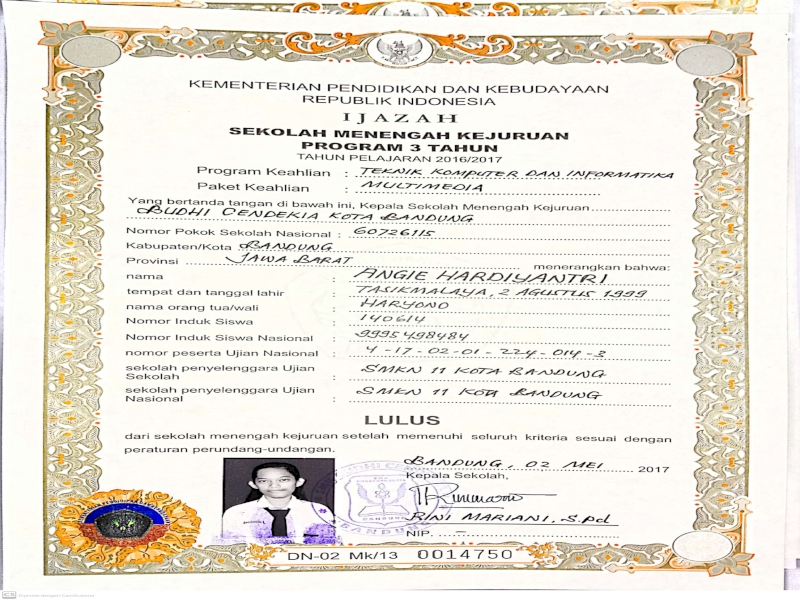 KEMENTERIAN PENDIDIKAN DAN KEBUDAYAAN
REPUBLIK INDONESIA
IJAZAH
SEKOLAH MENENGAH KEJURUAN
PROGRAM 3 TAHUN
TAHUN PELAJARAN 2016/2017
Program Keahlian : TEKNIK KOMPUTER DAN INFORMATIKA
Paket Keahlian : MULTIMEDIA
Yang bertanda tangan di bawah ini, Kepala Sekolah Menengah Kejuruan
BUDHI CENDEKIA KOTA BANDUNG
Nomor Pokok Sekolah Nasional : 60726115
Kabupaten/Kota BANDUNG
Provinsi JAWA BARAT menerangkan bahwa:
nama : ANGIE HARDIYANTRI
tempat dan tanggal lahir : TASIKMALAYA, 2 AGUSTUS 1999
nama orang tua/wali : HARYONO
Nomor Induk Siswa : 140614
Nomor Induk Siswa Nasional : 9995498484
nomor peserta Ujian Nasional : 4-17-02-01-224-014-3
sekolah penyelenggara Ujian Sekolah : SMKN 11 KOTA BANDUNG
sekolah penyelenggara Ujian Nasional : SMKN 11 KOTA BANDUNG
LULUS
dari sekolah menengah kejuruan setelah memenuhi seluruh kriteria sesuai dengan
peraturan perundang-undangan.
BANDUNG, 02 MEI 2017
Kepala Sekolah,
RINI MARIANI, S.Pd
NIP. -
BANDUNG
DN-02 Mk/13 0014750